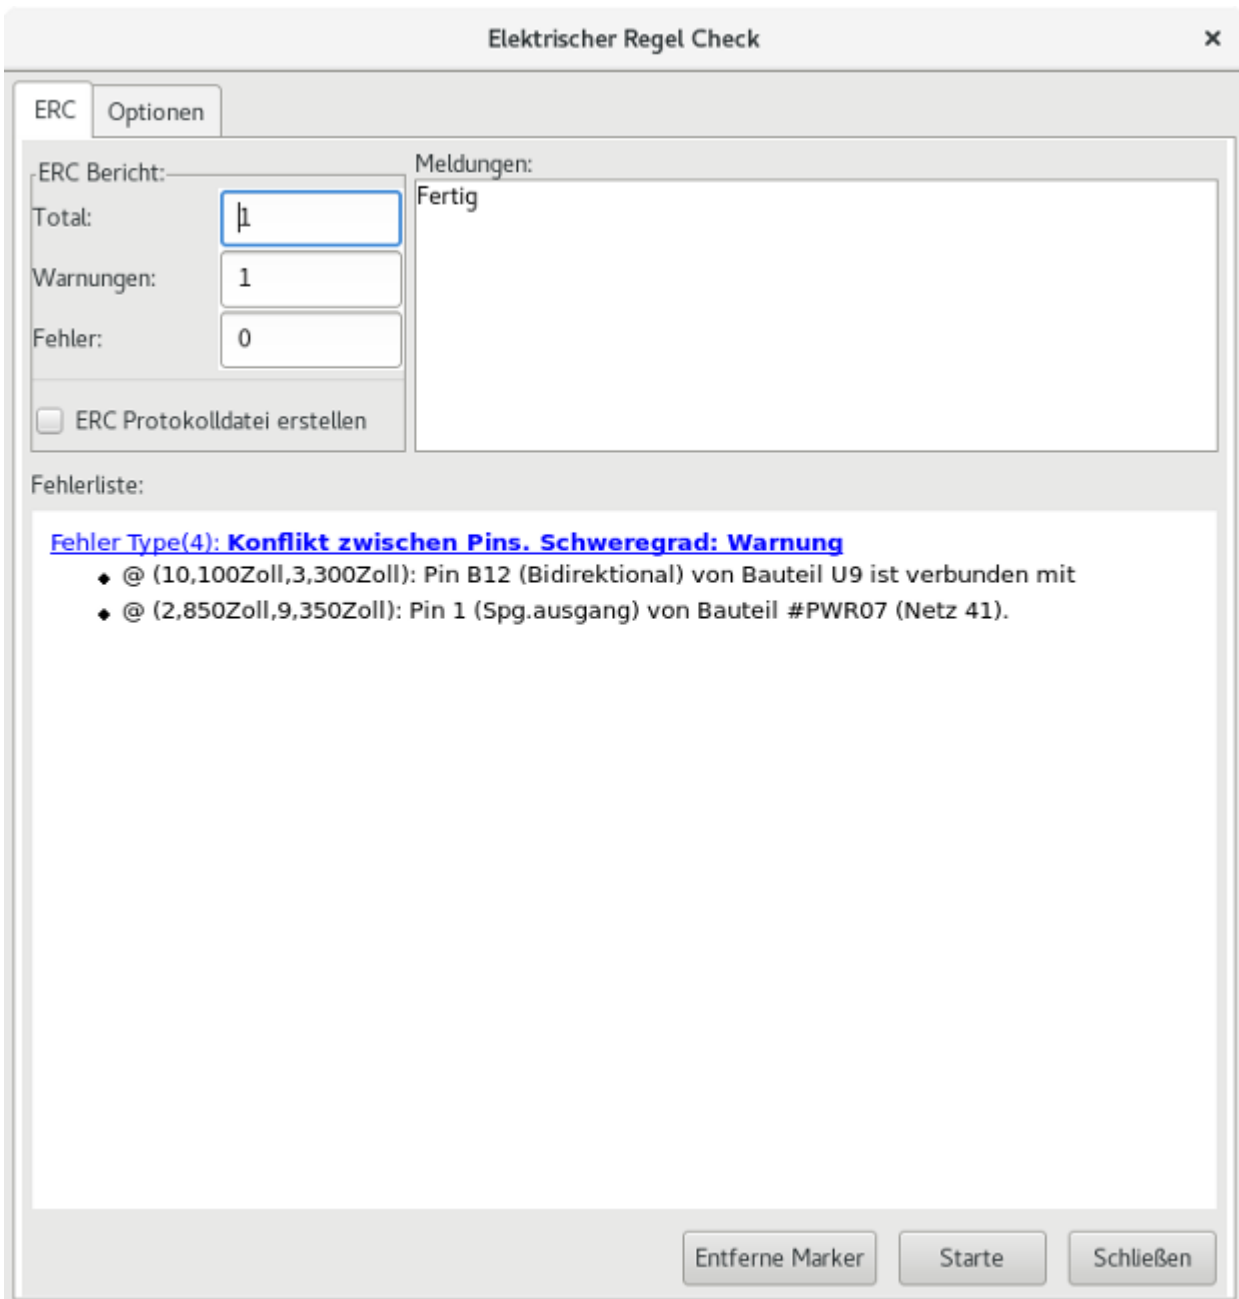 Elektrischer Regel Check
ERC Optionen
ERC Bericht:
Total: 1
Warnungen: 1
Fehler: 0
ERC Protokolldatei erstellen
Meldungen:
Fertig
Fehlerliste:
Fehler Type(4): Konflikt zwischen Pins. Schweregrad: Warnung
@ (10,100Zoll,3,300Zoll): Pin B12 (Bidirektional) von Bauteil U9 ist verbunden mit
@ (2,850Zoll,9,350Zoll): Pin 1 (Spg.ausgang) von Bauteil #PWR07 (Netz 41).
Entferne Marker Starte Schließen